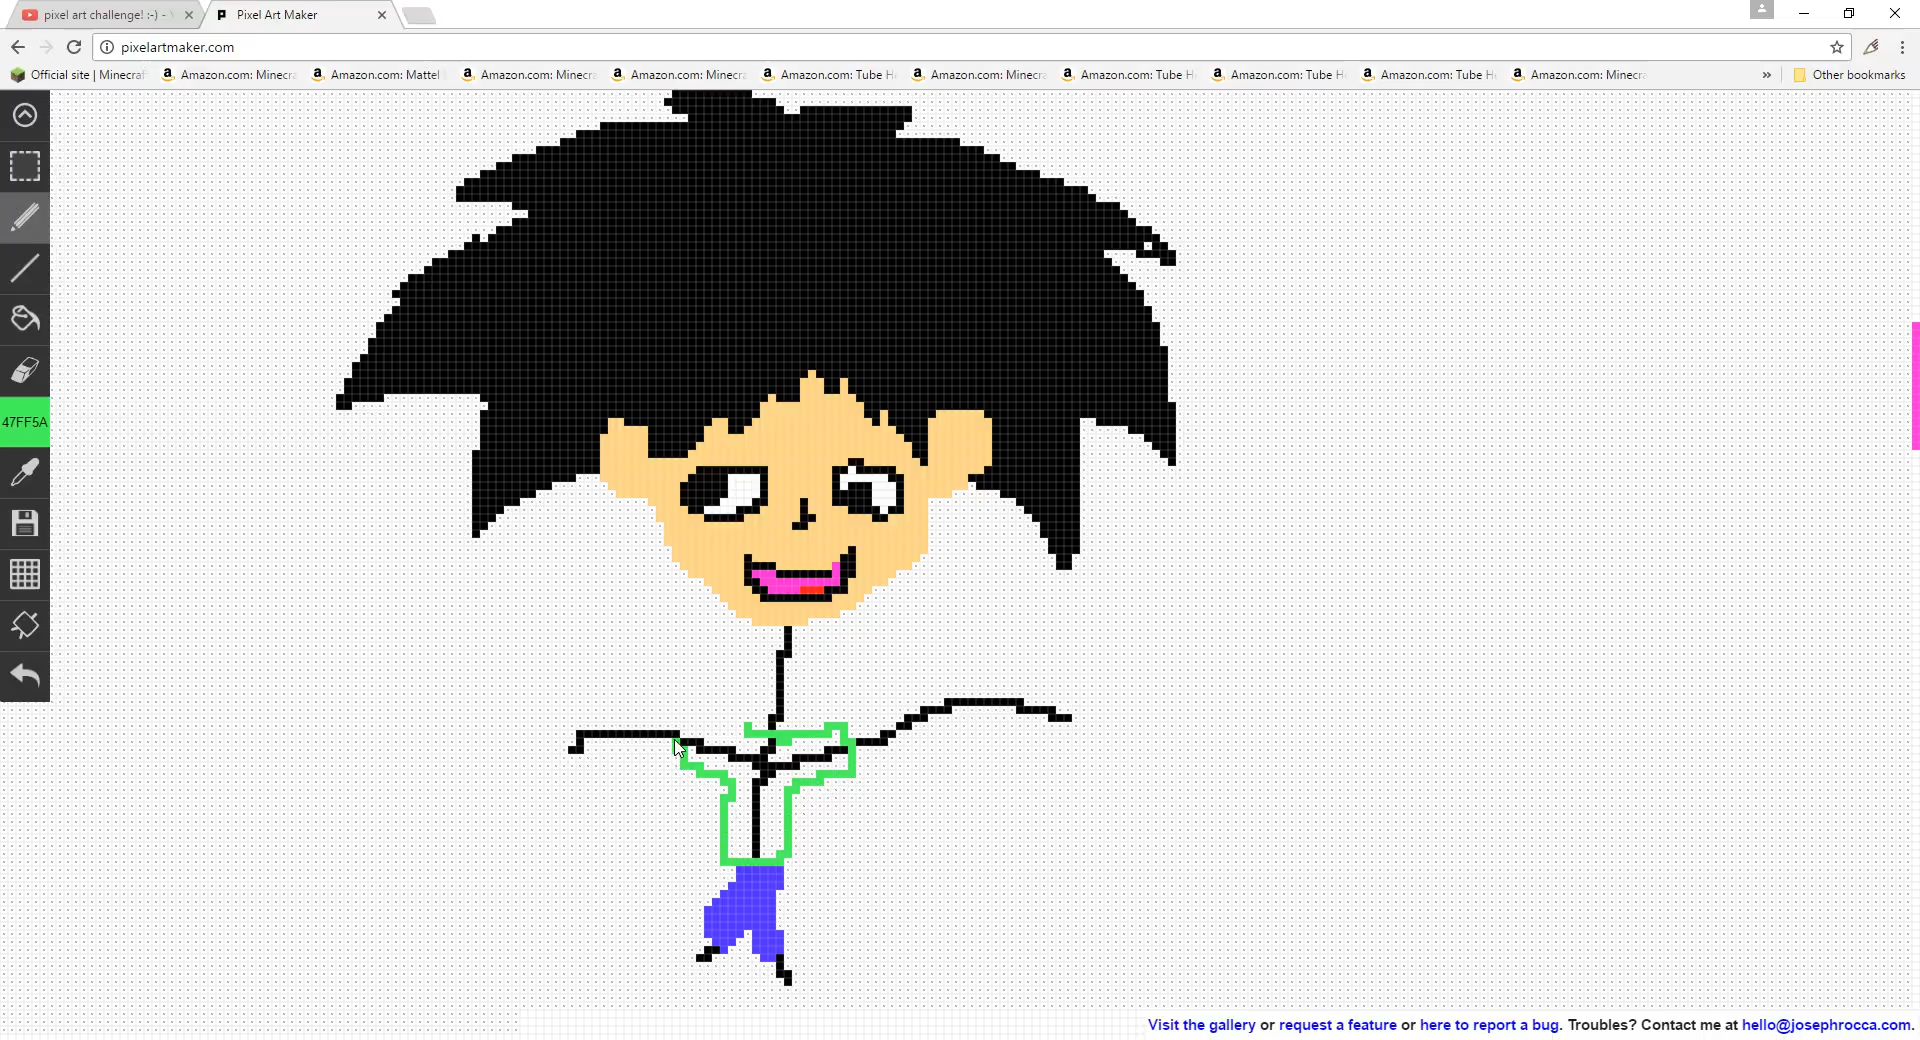 pixel art challenge! :-) -
Pixel Art Maker
pixelartmaker.com
Official site | Minecraf
Amazon.com: Minecra
Amazon.com: Mattel
Amazon.com: Minecra
Amazon.com: Minecra
Amazon.com: Tube H
Amazon.com: Minecra
Amazon.com: Tube H
Amazon.com: Tube H
Amazon.com: Tube H
Amazon.com: Minecra
» Other bookmarks
47FF5A
Visit the gallery or request a feature or here to report a bug. Troubles? Contact me at hello@josephrocca.com.